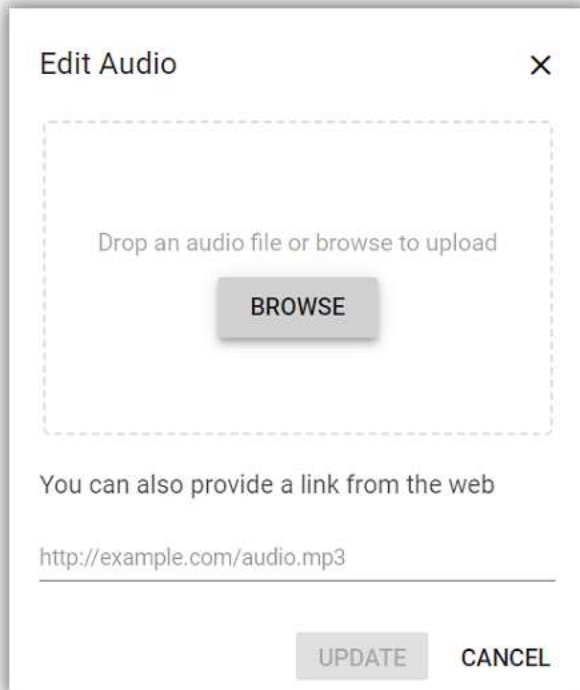 Edit Audio
Drop an audio file or browse to upload
BROWSE
You can also provide a link from the web
http://example.com/audio.mp3
UPDATE CANCEL